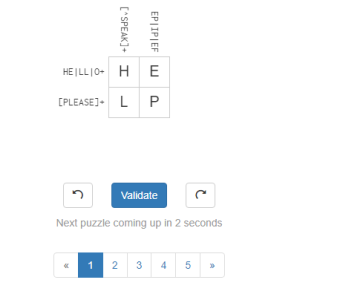 [^SPEAK]+ EP|IP|EF
HE|LL|O+ H E
[PLEASE]+ L P
Validate
Next puzzle coming up in 2 seconds
« 1 2 3 4 5 »